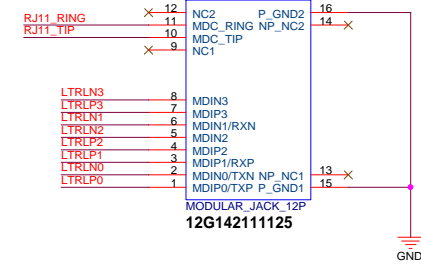 12 NC2 P_GND2 16
RJ11_RING 11 MDC_RING NP_NC2 14
RJ11_TIP 10 MDC_TIP
9 NC1
LTRLN3 8 MDIN3
LTRLP3 7 MDIP3
LTRLN1 6 MDIN1/RXN
LTRLN2 5 MDIN2
LTRLP2 4 MDIP2
LTRLP1 3 MDIP1/RXP
LTRLN0 2 MDIN0/TXN NP_NC1 13
LTRLP0 1 MDIP0/TXP P_GND1 15
MODULAR_JACK_12P
12G142111125
GND